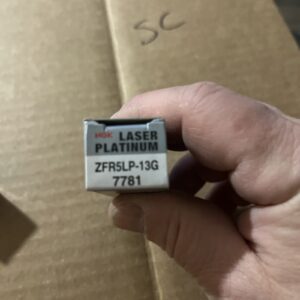 SC
NGK LASER
PLATINUM
ZFR5LP-13G
7781